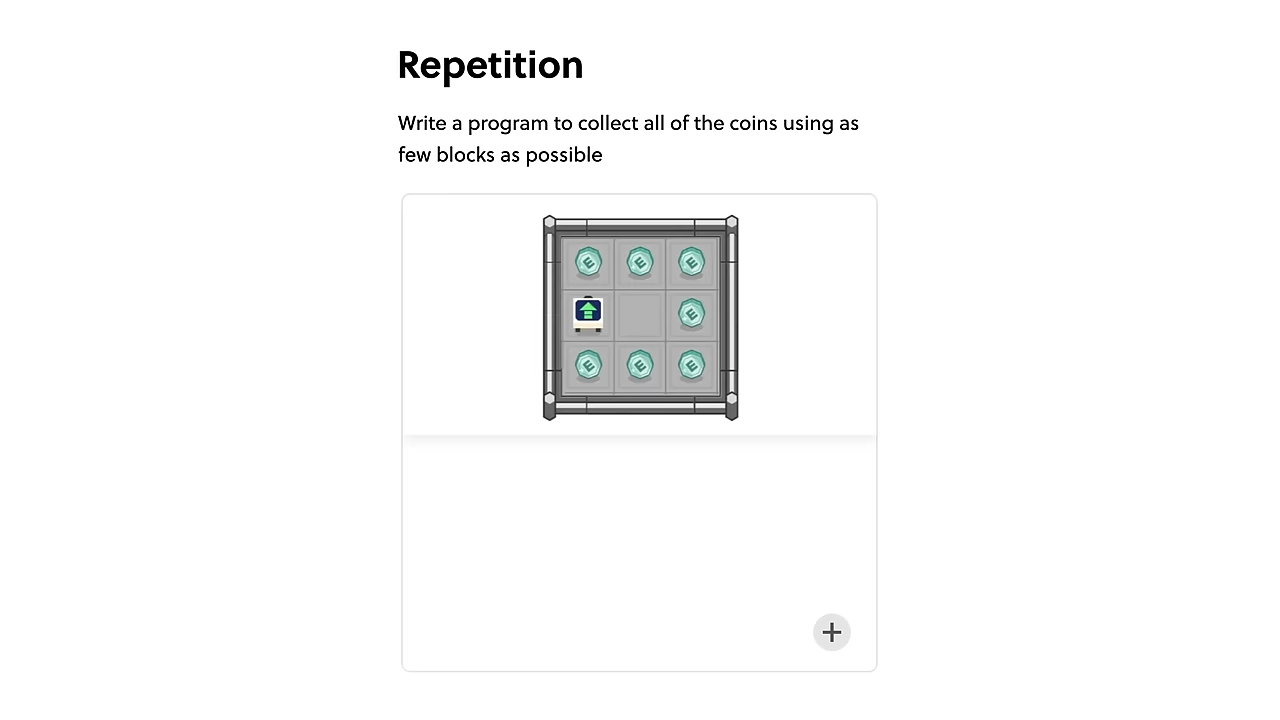 Repetition
Write a program to collect all of the coins using as
few blocks as possible
E E E
E
E E E